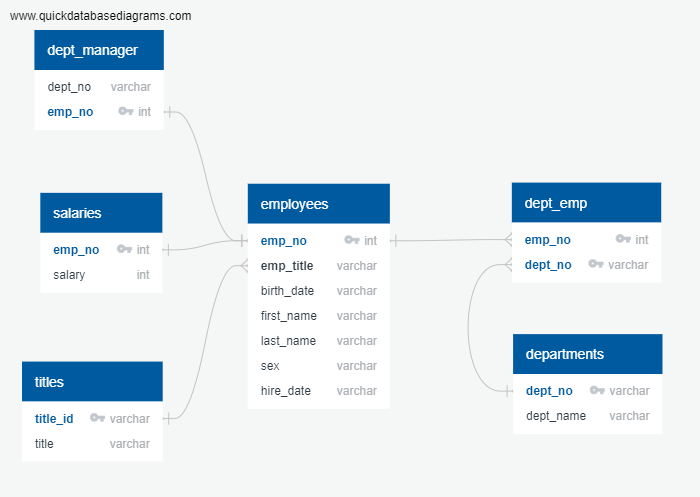 www.quickdatabasediagrams.com
dept_manager
dept_no varchar
emp_no int
salaries
emp_no int
salary int
titles
title_id varchar
title varchar
employees
emp_no int
emp_title varchar
birth_date varchar
first_name varchar
last_name varchar
sex varchar
hire_date varchar
dept_emp
emp_no int
dept_no varchar
departments
dept_no varchar
dept_name varchar